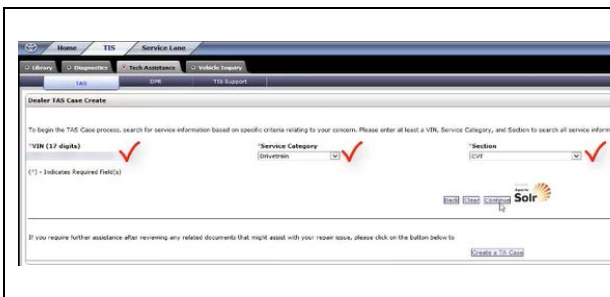 Home TIS Service Lane
Library Diagnostics Tech Assistance Vehicle Inquiry
TAS DPR TIS Support
Dealer TAS Case Create
To begin the TAS Case process, search for service information based on specific criteria relating to your concern. Please enter at least a VIN, Service Category, and Section to search all service inform
*VIN (17 digits) *Service Category *Section
Drivetrain CVT
(*) - Indicates Required Field(s)
Back Clear Continue Solr
If you require further assistance after reviewing any related documents that might assist with your repair issue, please click on the button below to
Create a TA Case